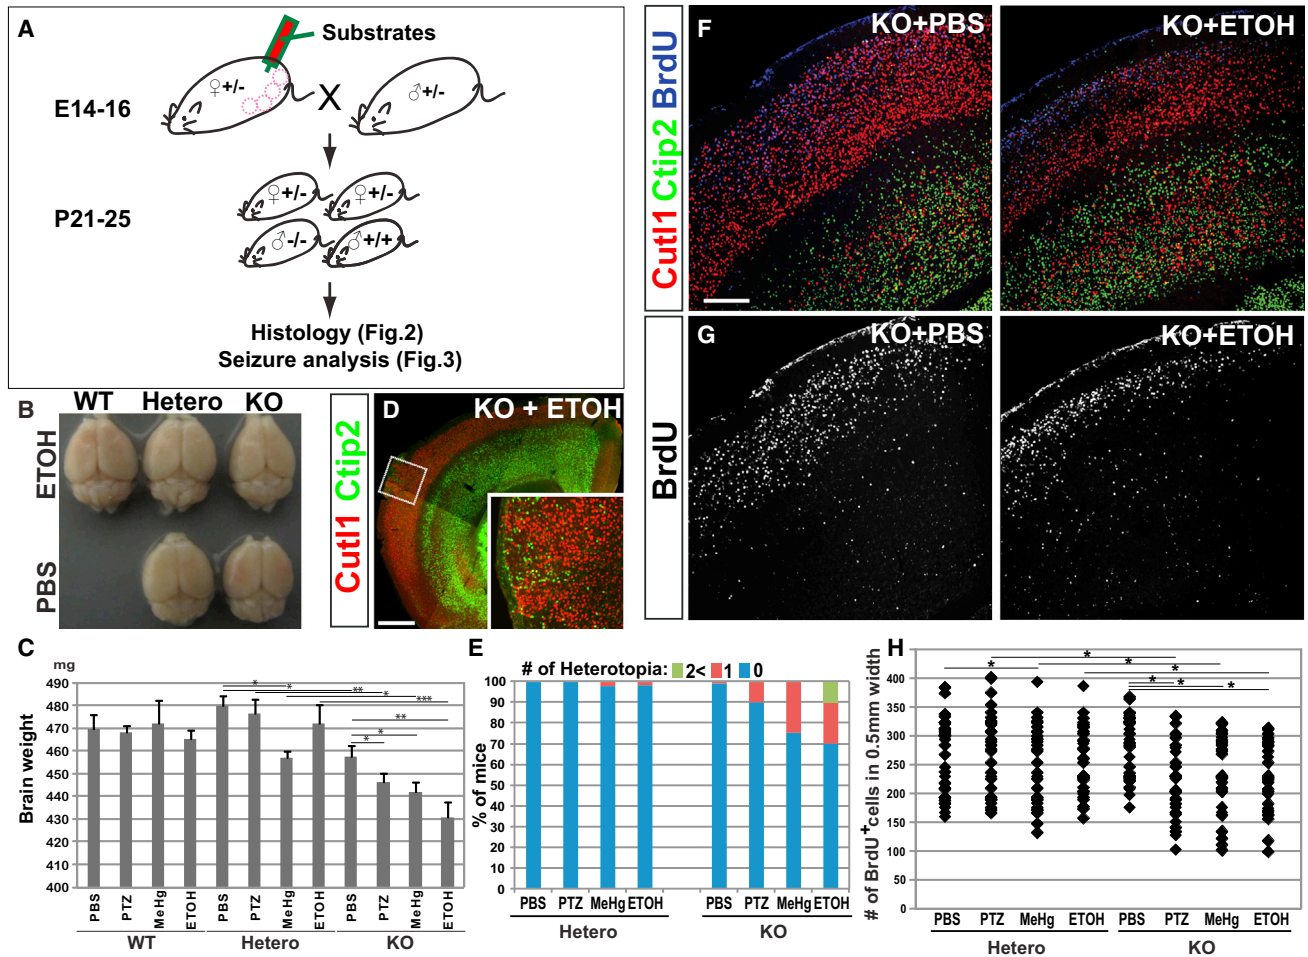 A
Substrates
E14-16
♀+/-
X
♂+/-
P21-25
♀+/- ♀+/-
♂-/- ♂+/+
Histology (Fig.2)
Seizure analysis (Fig.3)
B
WT Hetero KO
ETOH
PBS
D
KO + ETOH
Cutl1 Ctip2
F
KO+PBS
KO+ETOH
Cutl1 Ctip2 BrdU
G
KO+PBS
KO+ETOH
BrdU
C
mg
Brain weight
490
480
470
460
450
440
430
420
410
400
* * ** * ***
** * *
PBS PTZ MeHg ETOH PBS PTZ MeHg ETOH PBS PTZ MeHg ETOH
WT Hetero KO
E
# of Heterotopia: 2< 1 0
% of mice
100
90
80
70
60
50
40
30
20
10
0
PBS PTZ MeHg ETOH PBS PTZ MeHg ETOH
Hetero KO
H
# of BrdU+cells in 0.5mm width
400
350
300
250
200
150
100
50
0
* * * *
* * *
PBS PTZ MeHg ETOH PBS PTZ MeHg ETOH
Hetero KO